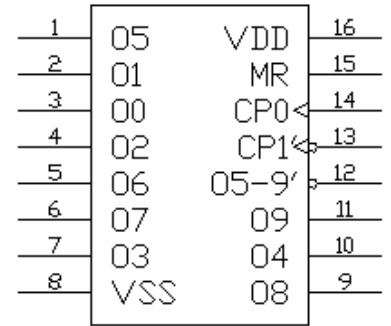 1 O5 VDD 16
2 O1 MR 15
3 O0 CP0 14
4 O2 CP1' 13
5 O6 O5-9' 12
6 O7 O9 11
7 O3 O4 10
8 VSS O8 9